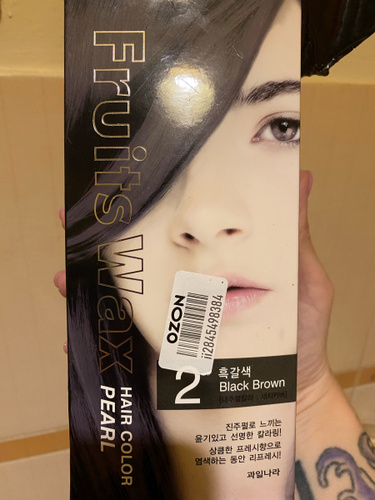 Fruits Wax
HAIR COLOR
PEARL
OZON
ii2845498384
2
흑갈색
Black Brown
진주펄로 느끼는
윤기있고 선명한 칼라링!
상큼한 프레시향으로
염색하는 동안 리프레시!
과일나라